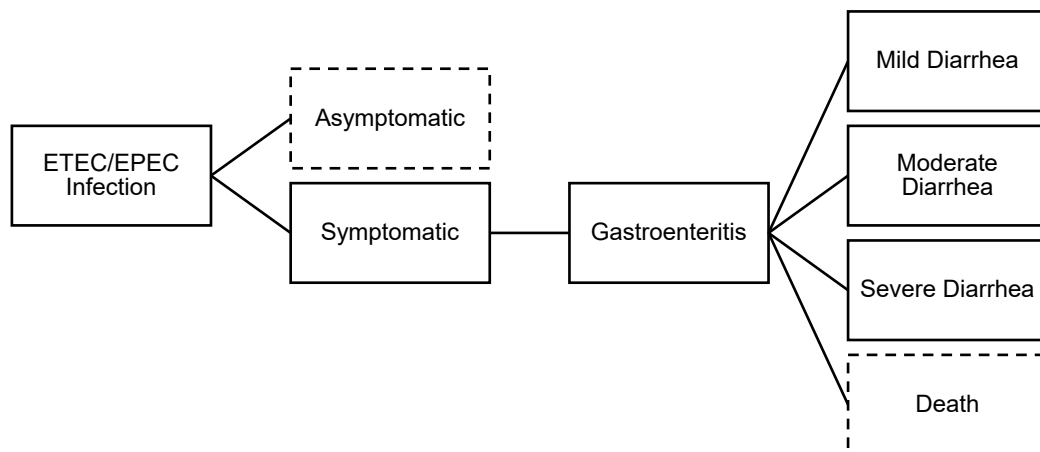 Mild Diarrhea
Asymptomatic
ETEC/EPEC
Infection
Moderate
Diarrhea
Symptomatic
Gastroenteritis
Severe Diarrhea
Death